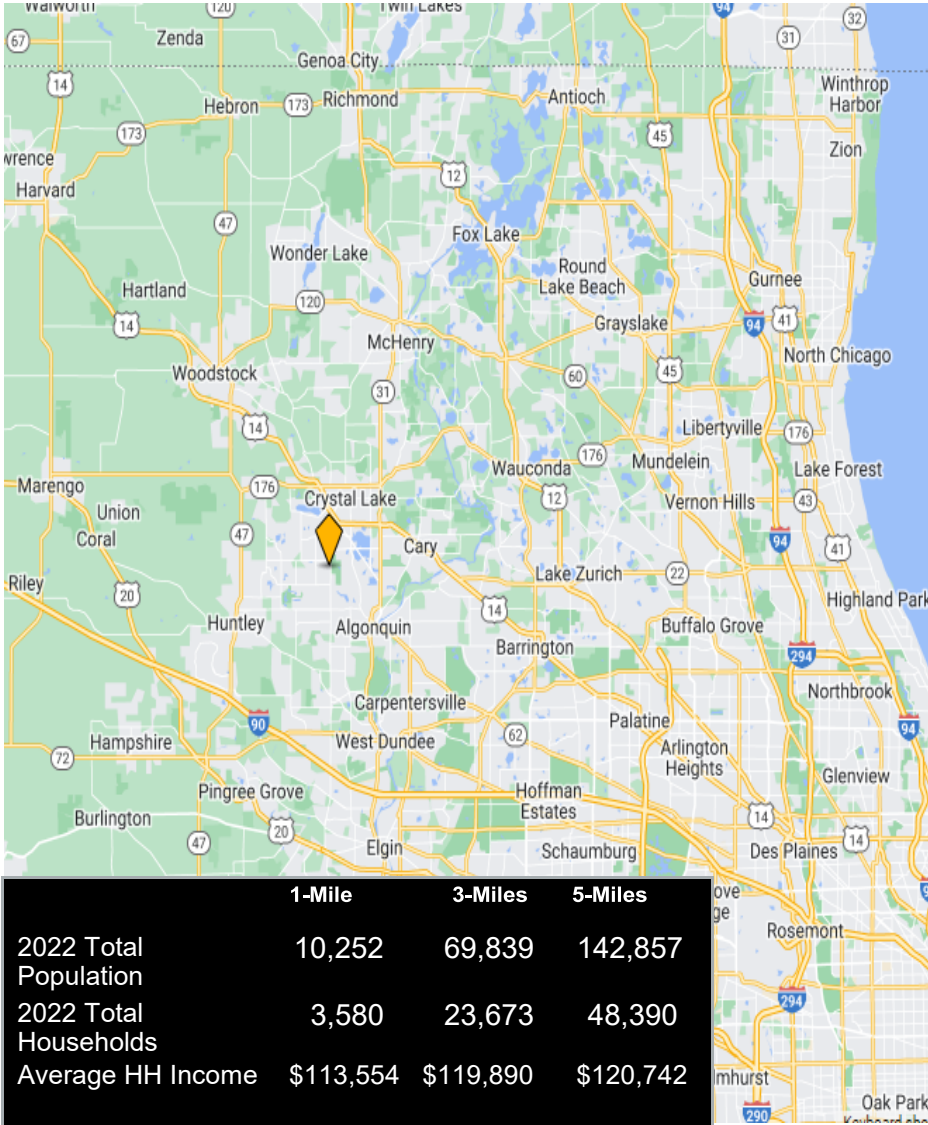 Walworth
120
Twin Lakes
94
32
67
Zenda
31
Genoa City
14
Winthrop
Harbor
Hebron
173
Richmond
Antioch
173
45
Zion
wrence
Harvard
12
47
Fox Lake
Wonder Lake
Round
Lake Beach
Gurnee
Hartland
120
14
Grayslake
94
41
McHenry
North Chicago
Woodstock
45
60
31
14
Libertyville
176
Wauconda
176
Mundelein
Lake Forest
Marengo
176
Crystal Lake
12
Vernon Hills
43
Union
Coral
47
Cary
94
41
Riley
20
Lake Zurich
22
Highland Park
14
Huntley
Algonquin
Buffalo Grove
Barrington
294
Northbrook
Carpentersville
90
Palatine
94
Hampshire
West Dundee
62
72
Arlington
Heights
Glenview
Pingree Grove
Hoffman
Estates
Burlington
20
14
47
Elgin
Schaumburg
Des Plaines
14
ove
ge
Rosemont
294
1-Mile 3-Miles 5-Miles
2022 Total
Population 10,252 69,839 142,857
2022 Total
Households 3,580 23,673 48,390
Average HH Income $113,554 $119,890 $120,742
lmhurst
290
Oak Park